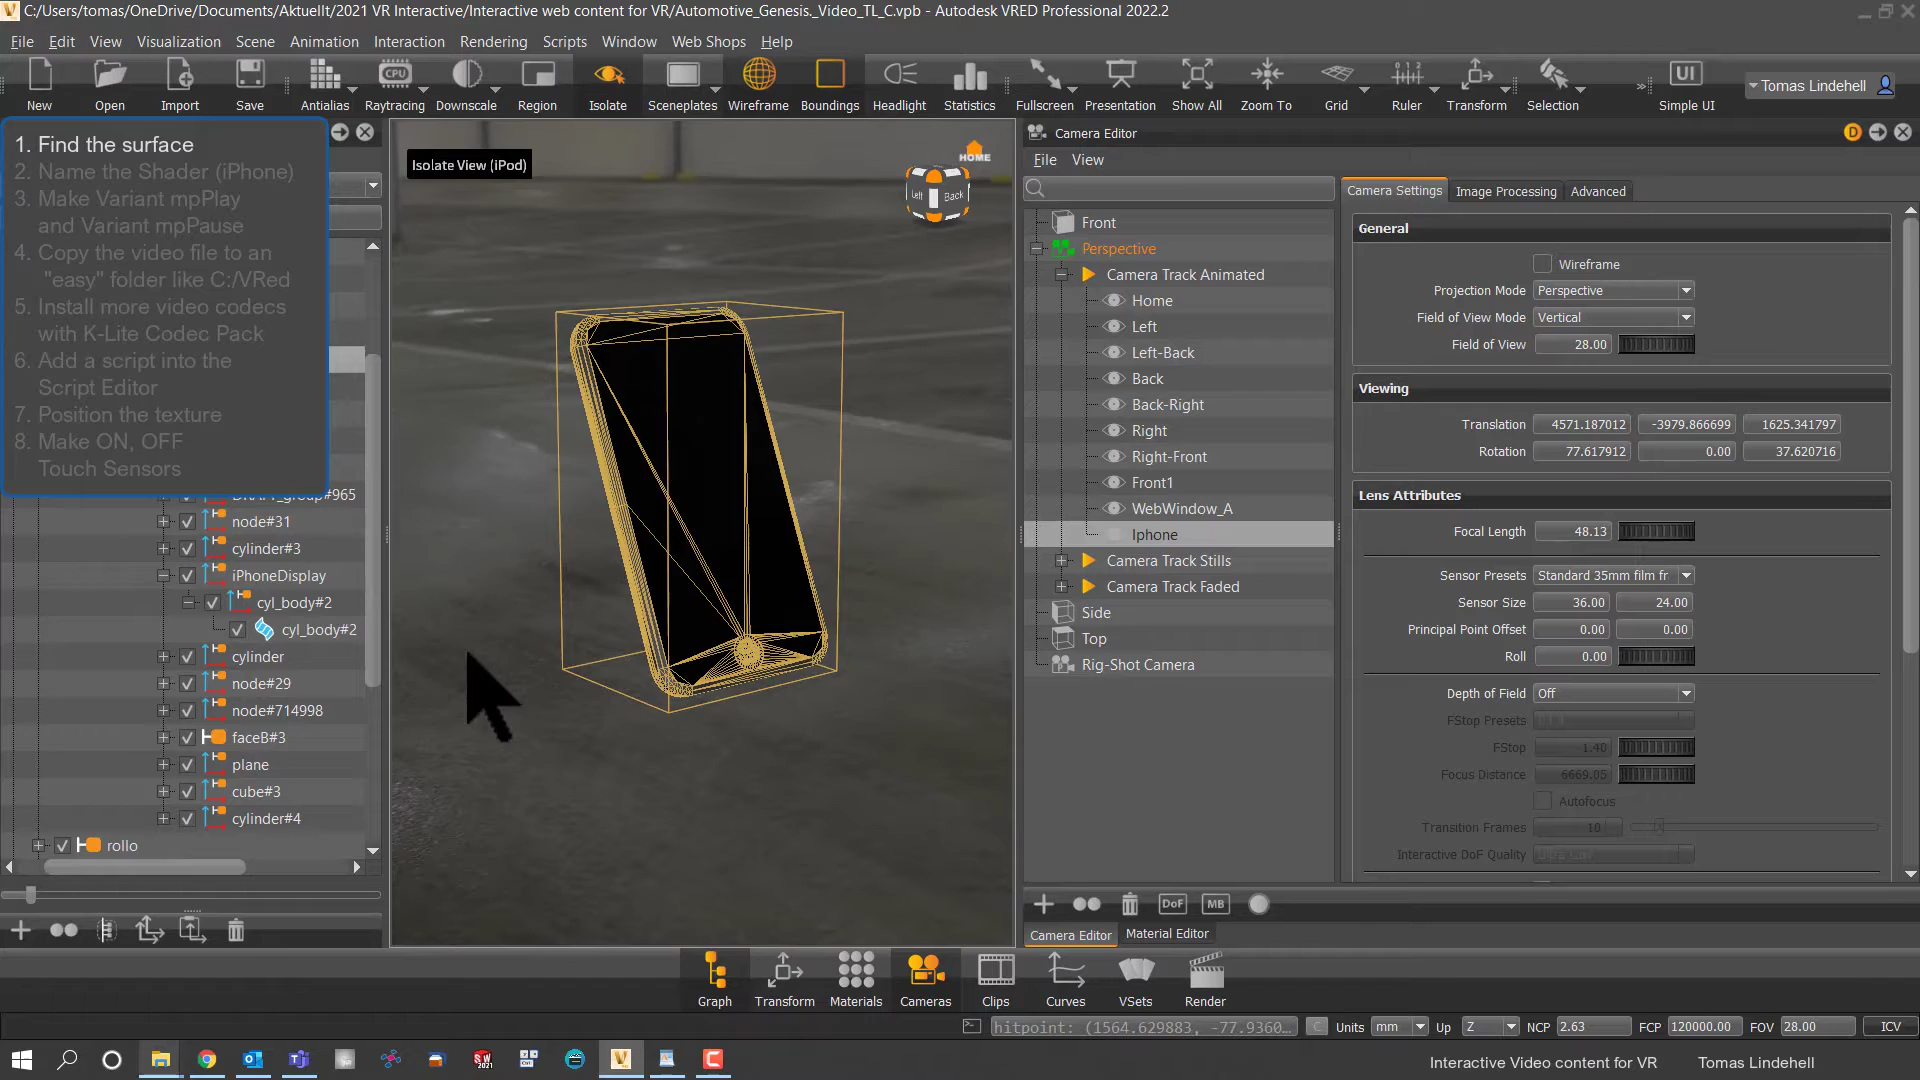 C:/Users/tomas/OneDrive/Documents/Aktuellt/2021 VR Interactive/Interactive web content for VR/Automotive_Genesis._Video_TL_C.vpb - Autodesk VRED Professional 2022.2
File Edit View Visualization Scene Animation Interaction Rendering Scripts Window Web Shops Help
New Open Import Save Antialias Raytracing Downscale Region Isolate Sceneplates Wireframe Boundings Headlight Statistics Fullscreen Presentation Show All Zoom To Grid Ruler Transform Selection » Simple UI Tomas Lindehell
CPU
UI
1. Find the surface
2. Name the Shader (iPhone)
3. Make Variant mpPlay
and Variant mpPause
4. Copy the video file to an
"easy" folder like C:/VRed
5. Install more video codecs
with K-Lite Codec Pack
6. Add a script into the
Script Editor
7. Position the texture
8. Make ON, OFF
Touch Sensors
DRAFT_group#965
node#31
cylinder#3
iPhoneDisplay
cyl_body#2
cyl_body#2
cylinder
node#29
node#714998
faceB#3
plane
cube#3
cylinder#4
rollo
Isolate View (iPod)
HOME
Left
Back
Camera Editor
D
File View
Front
Perspective
Camera Track Animated
Home
Left
Left-Back
Back
Back-Right
Right
Right-Front
Front1
WebWindow_A
Iphone
Camera Track Stills
Camera Track Faded
Side
Top
Rig-Shot Camera
Camera Settings Image Processing Advanced
General
Wireframe
Projection Mode Perspective
Field of View Mode Vertical
Field of View 28.00
Viewing
Translation 4571.187012 -3979.866699 1625.341797
Rotation 77.617912 0.00 37.620716
Lens Attributes
Focal Length 48.13
Sensor Presets Standard 35mm film fr
Sensor Size 36.00 24.00
Principal Point Offset 0.00 0.00
Roll 0.00
Depth of Field Off
FStop Presets
FStop 1.40
Focus Distance 6669.05
Autofocus
Transition Frames 10
Interactive DoF Quality
DoF MB
Camera Editor Material Editor
Graph Transform Materials Cameras Clips Curves VSets Render
hitpoint: (1564.629883, -77.9360... C Units mm Up Z NCP 2.63 FCP 120000.00 FOV 28.00 ICV
Interactive Video content for VR Tomas Lindehell